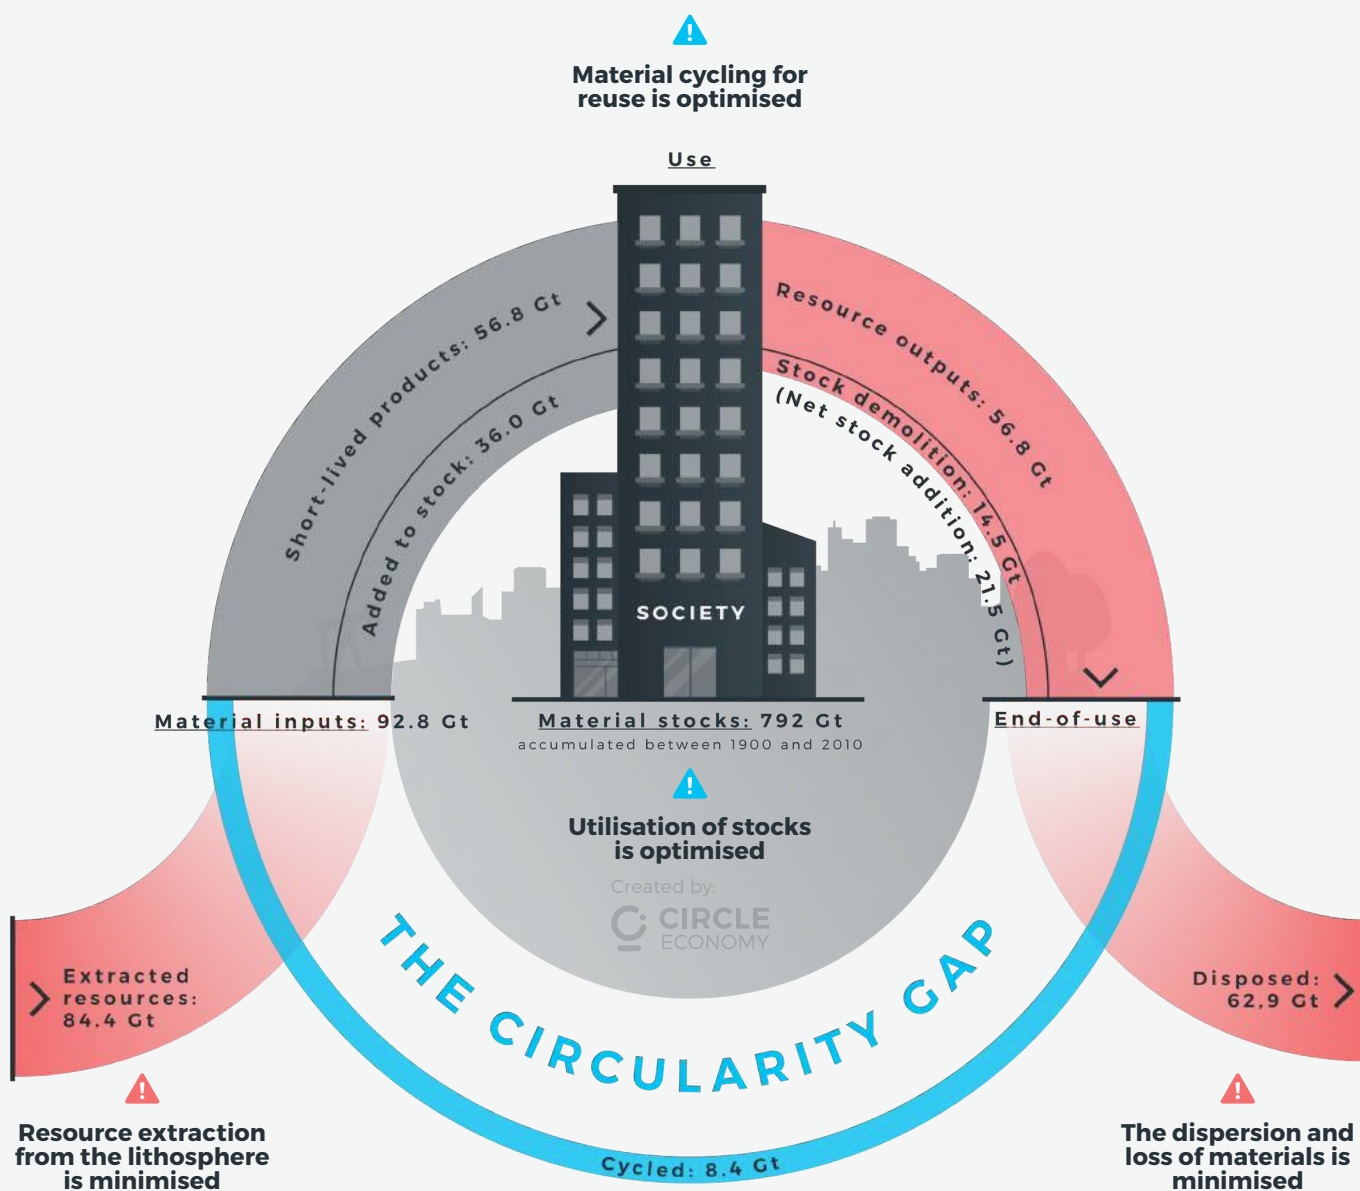 Material cycling for
reuse is optimised
Use
Short-lived products: 56.8 Gt
Added to stock: 36.0 Gt
Resource outputs: 56.8 Gt
Stock demolition: 14.5 Gt
(Net stock addition: 21.5 Gt)
SOCIETY
Material inputs: 92.8 Gt
Material stocks: 792 Gt
accumulated between 1900 and 2010
End-of-use
Utilisation of stocks
is optimised
Created by:
CIRCLE
ECONOMY
THE CIRCULARITY GAP
Extracted
resources:
84.4 Gt
Disposed:
62,9 Gt
Resource extraction
from the lithosphere
is minimised
Cycled: 8.4 Gt
The dispersion and
loss of materials is
minimised